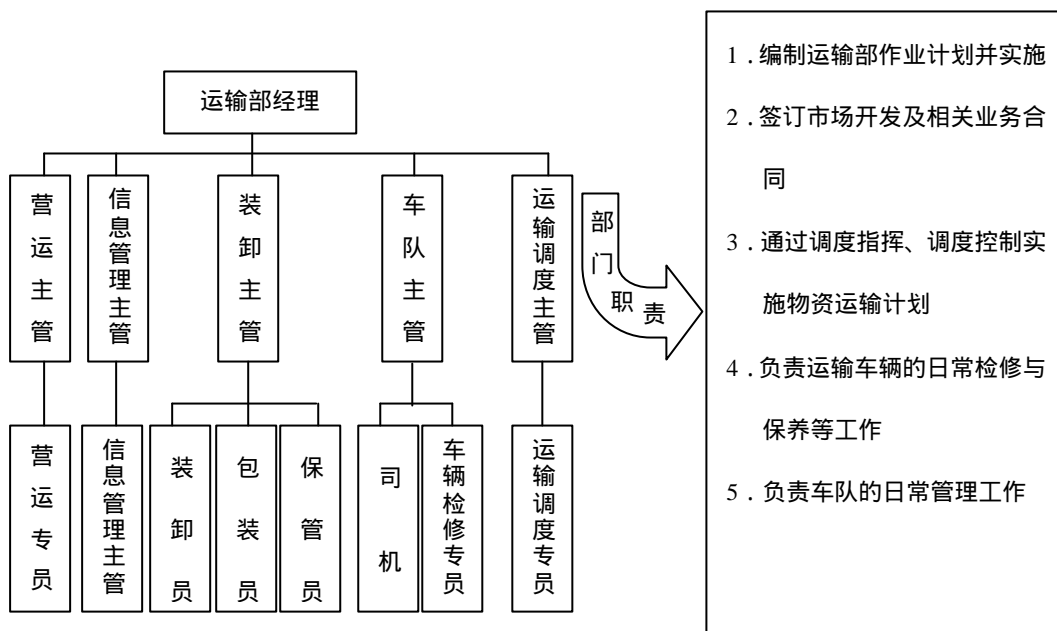 运输部经理
营运主管
信息管理主管
装卸主管
车队主管
运输调度主管
营运专员
信息管理主管
装卸员
包装员
保管员
司机
车辆检修专员
运输调度专员
部门职责
1．编制运输部作业计划并实施
2．签订市场开发及相关业务合
同
3．通过调度指挥、调度控制实
施物资运输计划
4．负责运输车辆的日常检修与
保养等工作
5．负责车队的日常管理工作